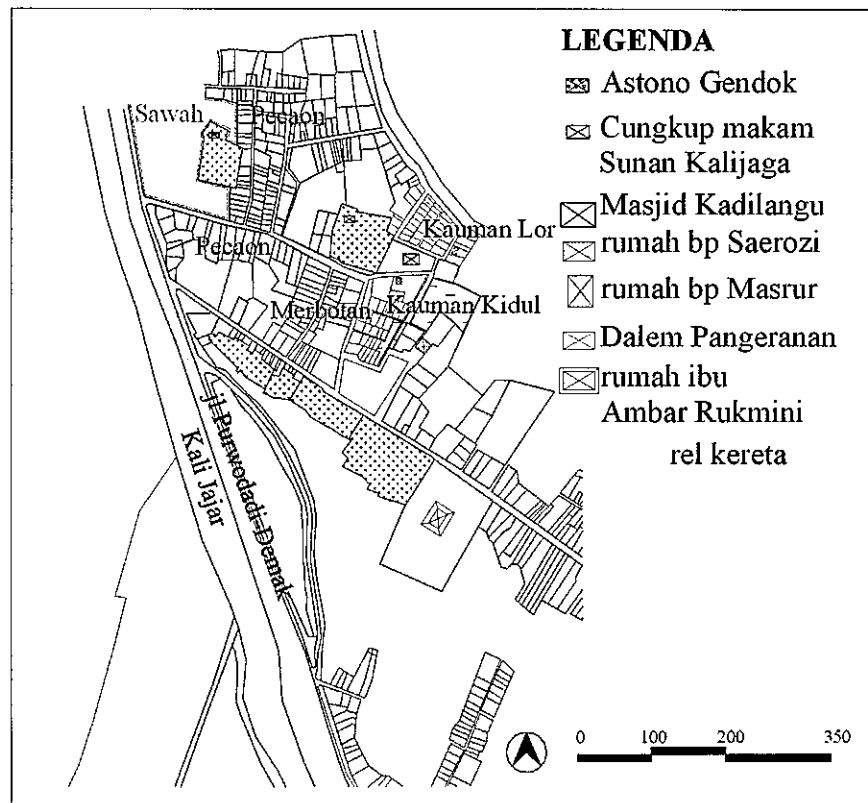 LEGENDA
Astono Gendok
Cungkup makam
Sunan Kalijaga
Masjid Kadilangu
rumah bp Saerozi
rumah bp Masrur
Dalem Pangeranan
rumah ibu
Ambar Rukmini
rel kereta
Sawah
Pecaon
Kauman Lor
Pecaon
Merbotan
Kauman Kidul
jl Purwodadi-Demak
Kali Jajar
0 100 200 350